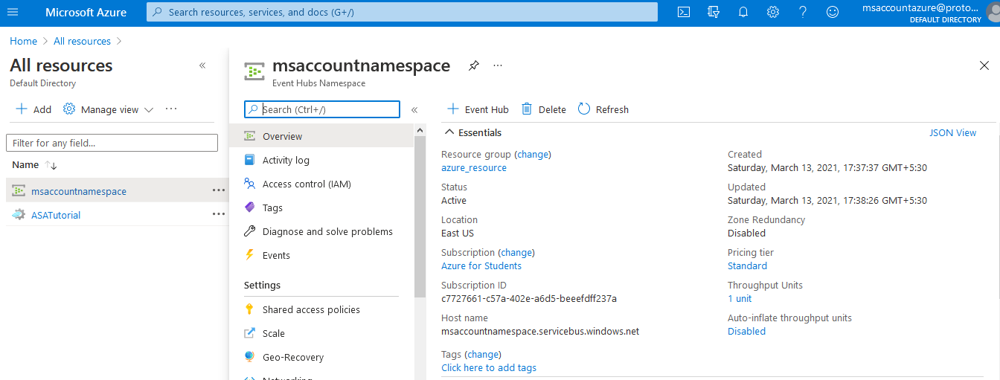 Microsoft Azure
Search resources, services, and docs (G+/)
msaccountazure@proto...
DEFAULT DIRECTORY
Home > All resources >
All resources
Default Directory
Add
Manage view
...
Filter for any field...
Name
msaccountnamespace
...
ASATutorial
...
msaccountnamespace
...
Event Hubs Namespace
Search (Ctrl+/)
Overview
Activity log
Access control (IAM)
Tags
Diagnose and solve problems
Events
Settings
Shared access policies
Scale
Geo-Recovery
Networking
Event Hub
Delete
Refresh
Essentials
JSON View
Resource group (change)
azure_resource
Status
Active
Location
East US
Subscription (change)
Azure for Students
Subscription ID
c7727661-c57a-402e-a6d5-beeefdff237a
Host name
msaccountnamespace.servicebus.windows.net
Tags (change)
Click here to add tags
Created
Saturday, March 13, 2021, 17:37:37 GMT+5:30
Updated
Saturday, March 13, 2021, 17:38:26 GMT+5:30
Zone Redundancy
Disabled
Pricing tier
Standard
Throughput Units
1 unit
Auto-inflate throughput units
Disabled